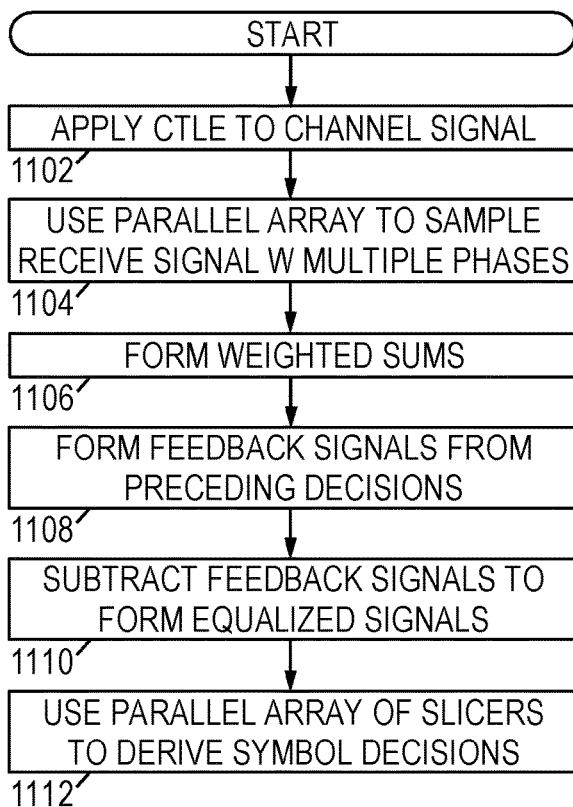 START
APPLY CTLE TO CHANNEL SIGNAL
1102
USE PARALLEL ARRAY TO SAMPLE
RECEIVE SIGNAL W MULTIPLE PHASES
1104
FORM WEIGHTED SUMS
1106
FORM FEEDBACK SIGNALS FROM
PRECEDING DECISIONS
1108
SUBTRACT FEEDBACK SIGNALS TO
FORM EQUALIZED SIGNALS
1110
USE PARALLEL ARRAY OF SLICERS
TO DERIVE SYMBOL DECISIONS
1112